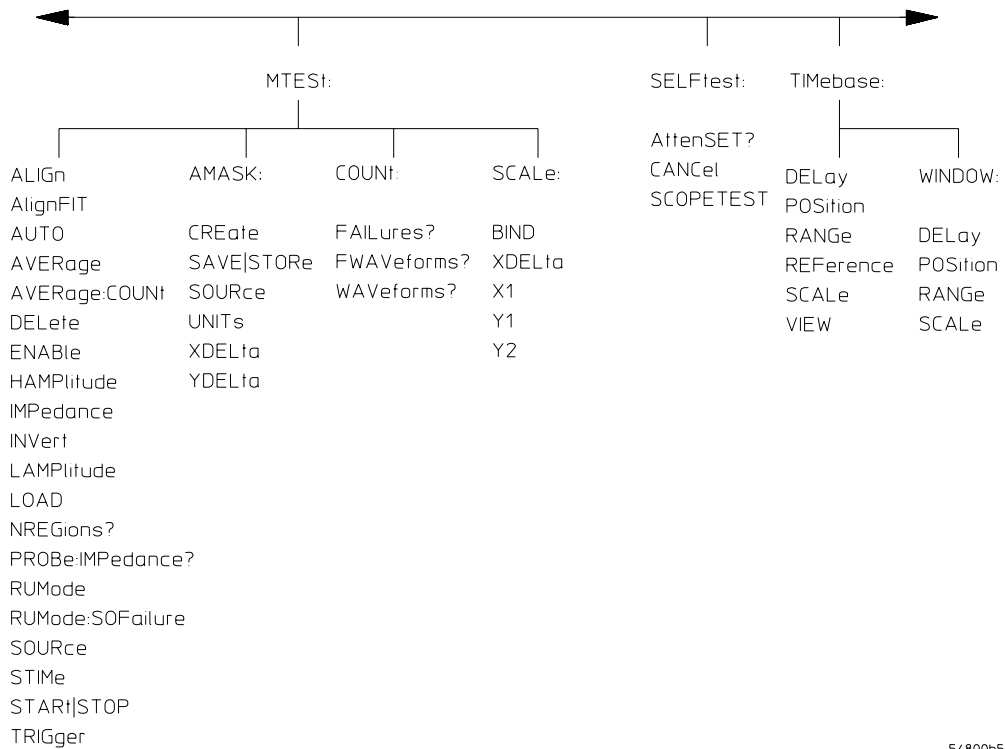 MTESt:
SELFtest:
TIMebase:
ALIGn
AlignFIT
AUTO
AVERage
AVERage:COUNt
DELete
ENABle
HAMPlitude
IMPedance
INVert
LAMPlitude
LOAD
NREGions?
PROBe:IMPedance?
RUMode
RUMode:SOFailure
SOURce
STIMe
STARt|STOP
TRIGger
AMASK:
CREate
SAVE|STORe
SOURce
UNITs
XDELta
YDELta
COUNt:
FAILures?
FWAVeforms?
WAVeforms?
SCALe:
BIND
XDELta
X1
Y1
Y2
AttenSET?
CANCel
SCOPETEST
DELay
POSition
RANGe
REFerence
SCALe
VIEW
WINDOW:
DELay
POSition
RANGe
SCALe
54800b5